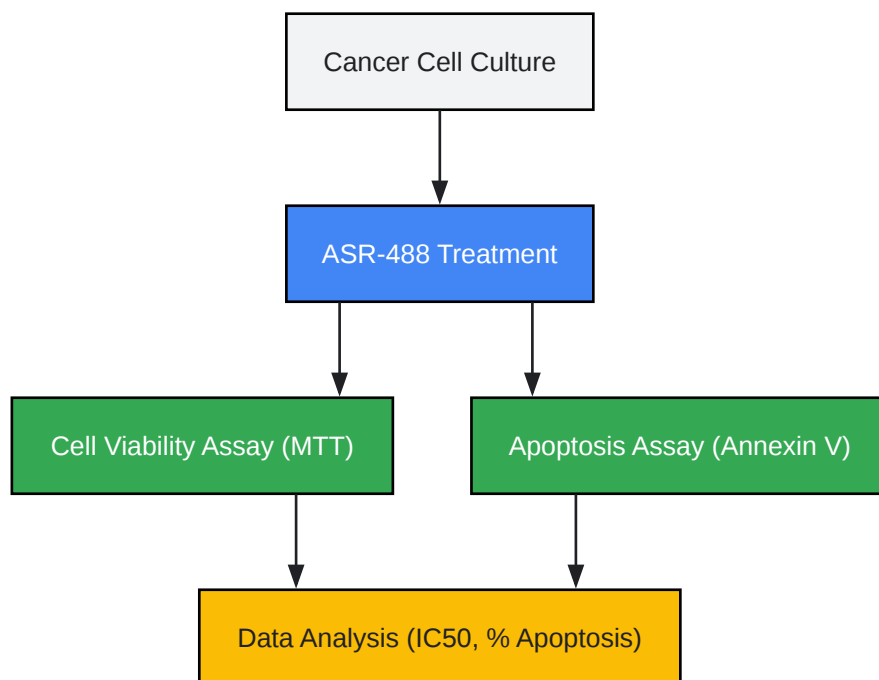 Cancer Cell Culture
ASR-488 Treatment
Cell Viability Assay (MTT)
Apoptosis Assay (Annexin V)
Data Analysis (IC50, % Apoptosis)